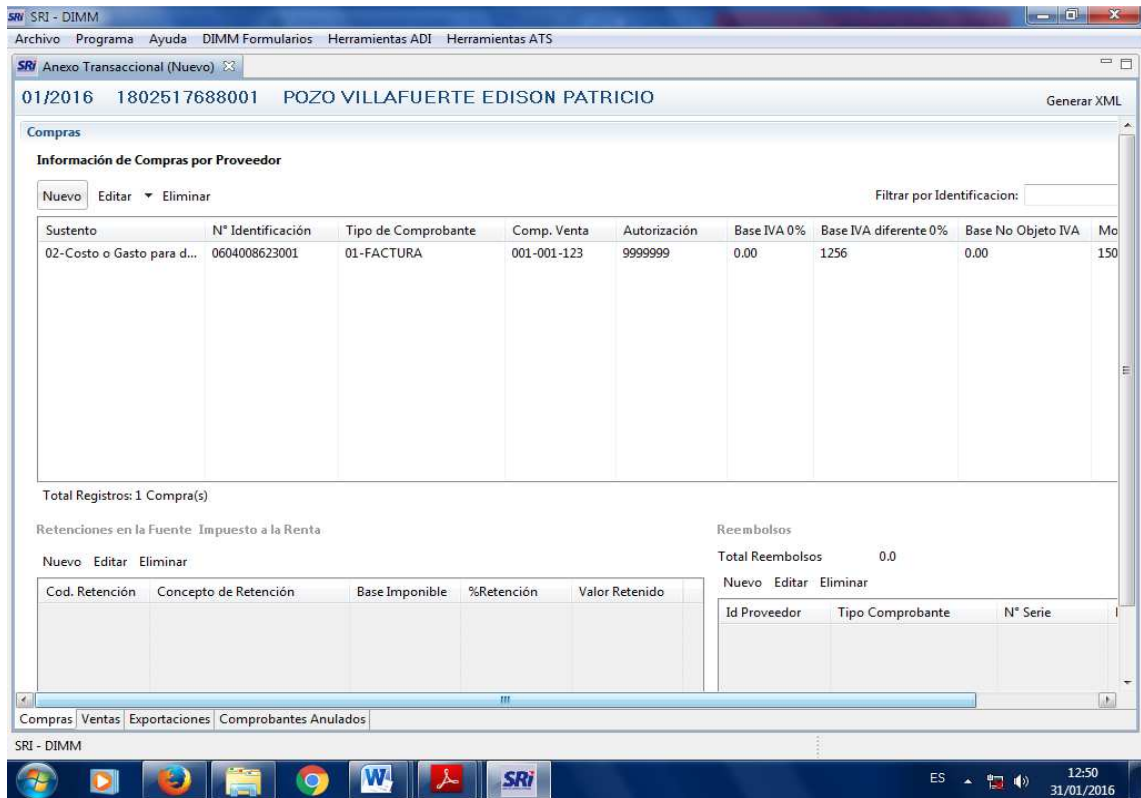 SRi SRI - DIMM
Archivo Programa Ayuda DIMM Formularios Herramientas ADI Herramientas ATS
SRi Anexo Transaccional (Nuevo)
01/2016 1802517688001 POZO VILLAFUERTE EDISON PATRICIO Generar XML
Compras
Información de Compras por Proveedor
Nuevo Editar Eliminar Filtrar por Identificacion:
Sustento N° Identificación Tipo de Comprobante Comp. Venta Autorización Base IVA 0% Base IVA diferente 0% Base No Objeto IVA Mo
02-Costo o Gasto para d... 0604008623001 01-FACTURA 001-001-123 9999999 0.00 1256 0.00 150
Total Registros: 1 Compra(s)
Retenciones en la Fuente Impuesto a la Renta Reembolsos
Total Reembolsos 0.0
Nuevo Editar Eliminar Nuevo Editar Eliminar
Cod. Retención Concepto de Retención Base Imponible %Retención Valor Retenido Id Proveedor Tipo Comprobante N° Serie
Compras Ventas Exportaciones Comprobantes Anulados
SRI - DIMM
W SRi ES 12:50
31/01/2016